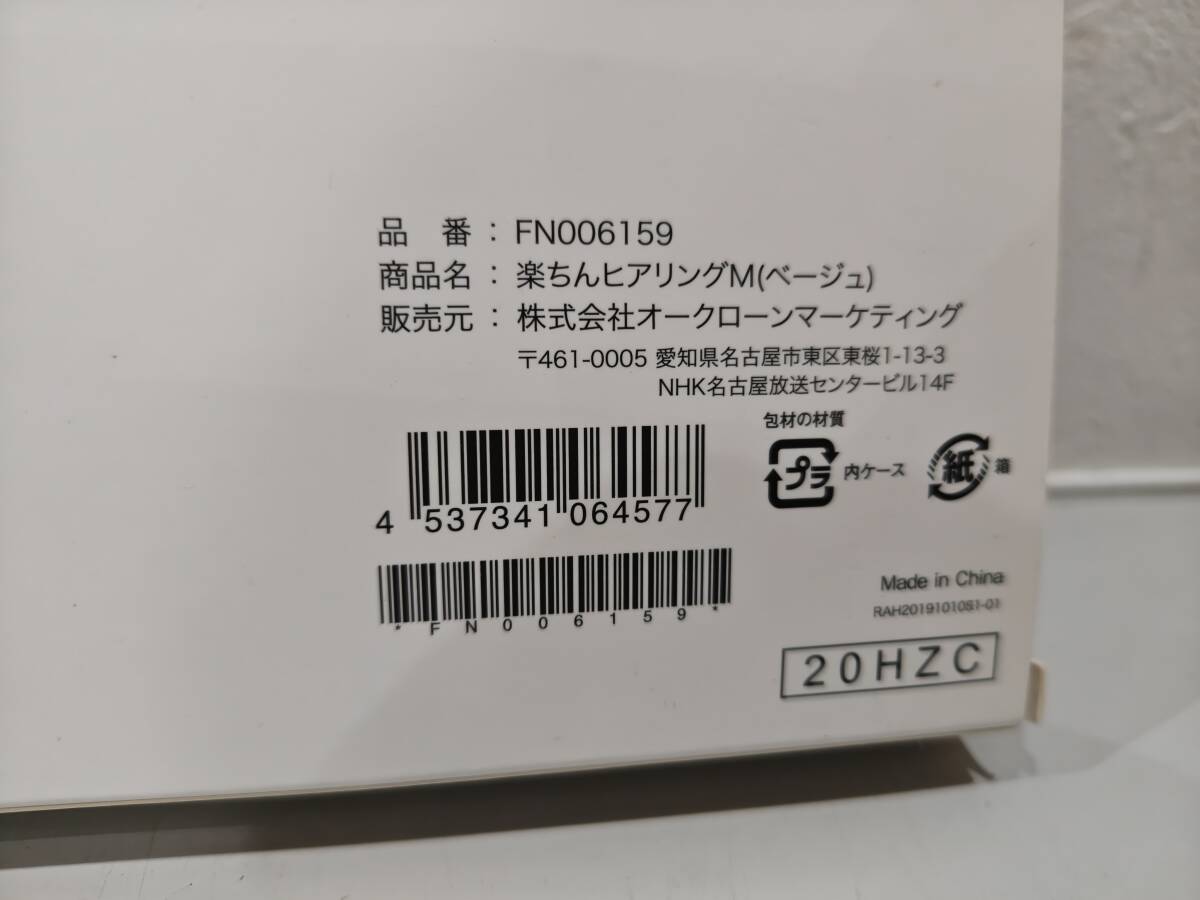 品 番 : FN006159
商品名 : 楽ちんヒアリングM(ベージュ)
販売元 : 株式会社オークローンマーケティング
〒461-0005 愛知県名古屋市東区東桜1-13-3
NHK名古屋放送センタービル14F
包材の材質
プラ 内ケース 紙 箱
4 537341 064577
*FN006159*
Made in China
RAH20191010S1-01
20HZC